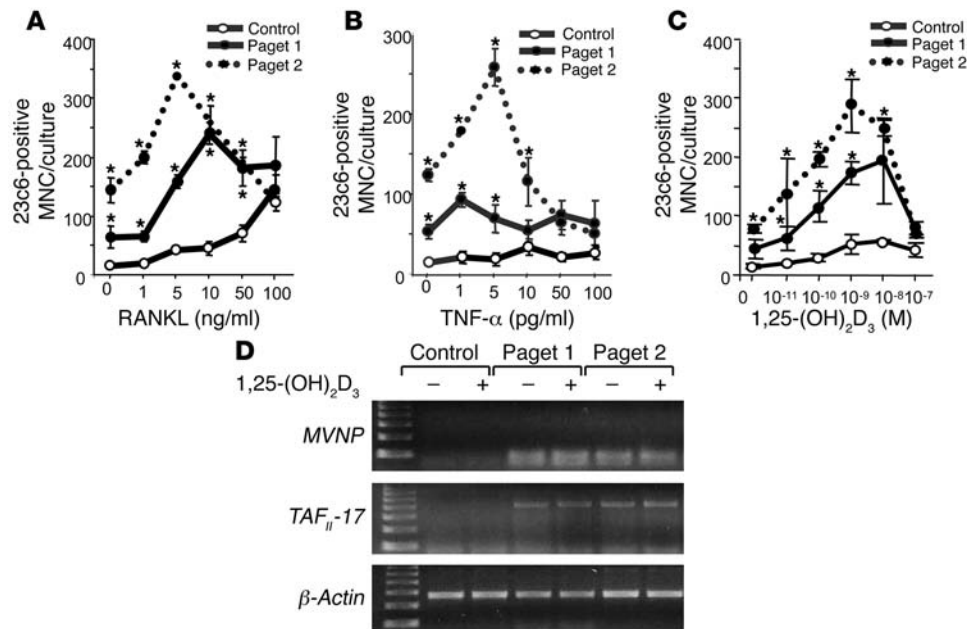 A
Control
Paget 1
Paget 2
23c6-positive
MNC/culture
400
300
200
100
0
0 1 5 10 50 100
RANKL (ng/ml)
B
Control
Paget 1
Paget 2
23c6-positive
MNC/culture
300
250
200
150
100
50
0
0 1 5 10 50 100
TNF-α (pg/ml)
C
Control
Paget 1
Paget 2
23c6-positive
MNC/culture
400
300
200
100
0
0 10⁻¹¹ 10⁻¹⁰ 10⁻⁹ 10⁻⁸ 10⁻⁷
1,25-(OH)₂D₃ (M)
D
Control Paget 1 Paget 2
1,25-(OH)₂D₃ – + – + – +
MVNP
TAF_II-17
β-Actin